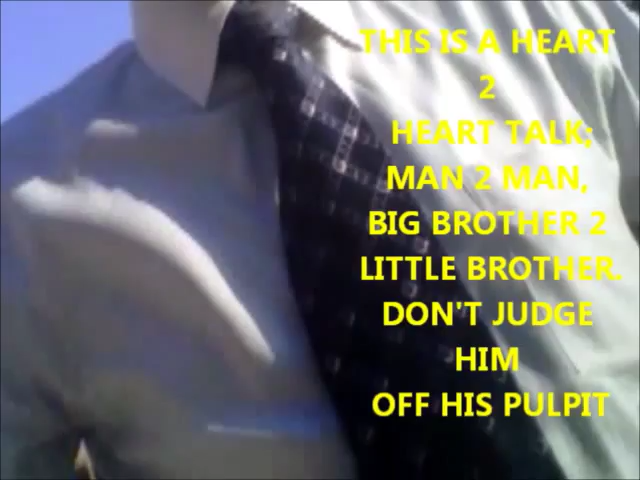 THIS IS A HEART
2
HEART TALK;
MAN 2 MAN,
BIG BROTHER 2
LITTLE BROTHER.
DON'T JUDGE
HIM
OFF HIS PULPIT